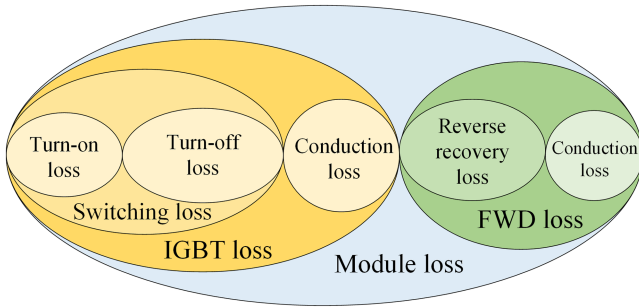 Turn-on
loss
Turn-off
loss
Switching loss
Conduction
loss
IGBT loss
Reverse
recovery
loss
Conduction
loss
FWD loss
Module loss